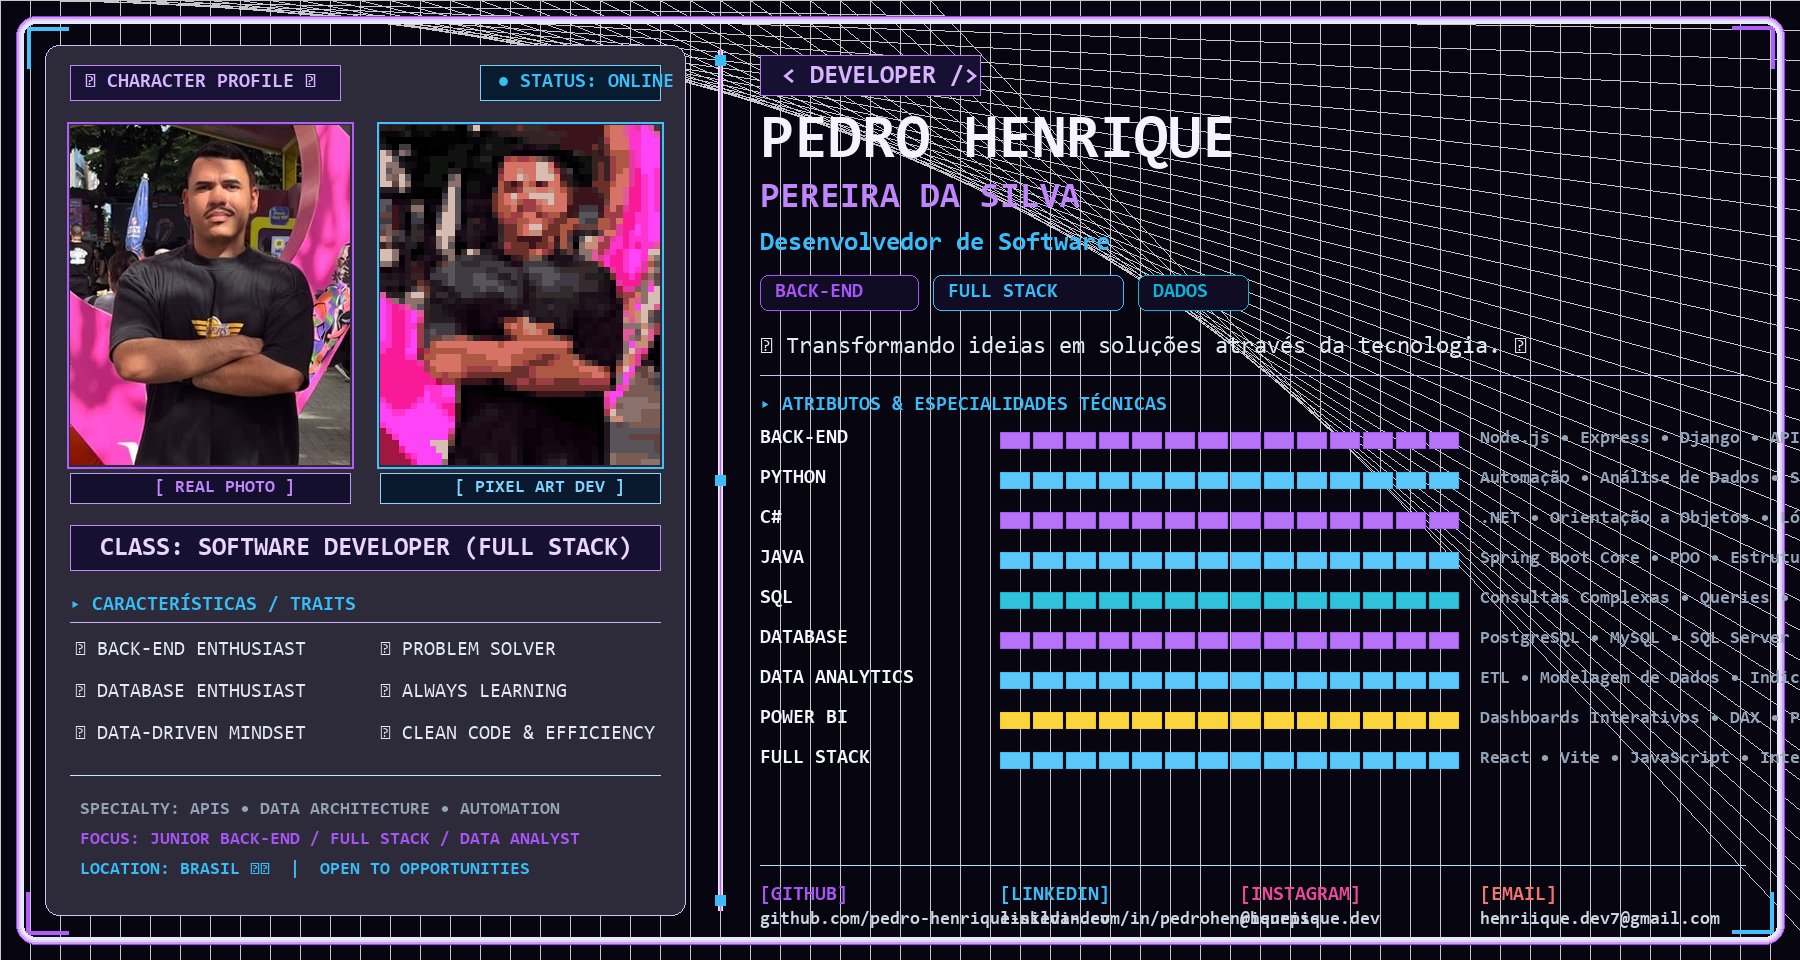 CHARACTER PROFILE
● STATUS: ONLINE
[ REAL PHOTO ]
[ PIXEL ART DEV ]
CLASS: SOFTWARE DEVELOPER (FULL STACK)
▸ CARACTERÍSTICAS / TRAITS
BACK-END ENTHUSIAST
PROBLEM SOLVER
DATABASE ENTHUSIAST
ALWAYS LEARNING
DATA-DRIVEN MINDSET
CLEAN CODE & EFFICIENCY
SPECIALTY: APIS • DATA ARCHITECTURE • AUTOMATION
FOCUS: JUNIOR BACK-END / FULL STACK / DATA ANALYST
LOCATION: BRASIL | OPEN TO OPPORTUNITIES
< DEVELOPER />
PEDRO HENRIQUE
PEREIRA DA SILVA
Desenvolvedor de Software
BACK-END
FULL STACK
DADOS
Transformando ideias em soluções através da tecnologia.
▸ ATRIBUTOS & ESPECIALIDADES TÉCNICAS
BACK-END Node.js • Express • Django • API
PYTHON Automação • Análise de Dados • S
C# .NET • Orientação a Objetos • Ló
JAVA Spring Boot Core • POO • Estrutu
SQL Consultas Complexas • Queries •
DATABASE PostgreSQL • MySQL • SQL Server
DATA ANALYTICS ETL • Modelagem de Dados • Indic
POWER BI Dashboards Interativos • DAX • P
FULL STACK React • Vite • JavaScript • Inte
[GITHUB]
[LINKEDIN]
[INSTAGRAM]
[EMAIL]
henriique.dev7@gmail.com